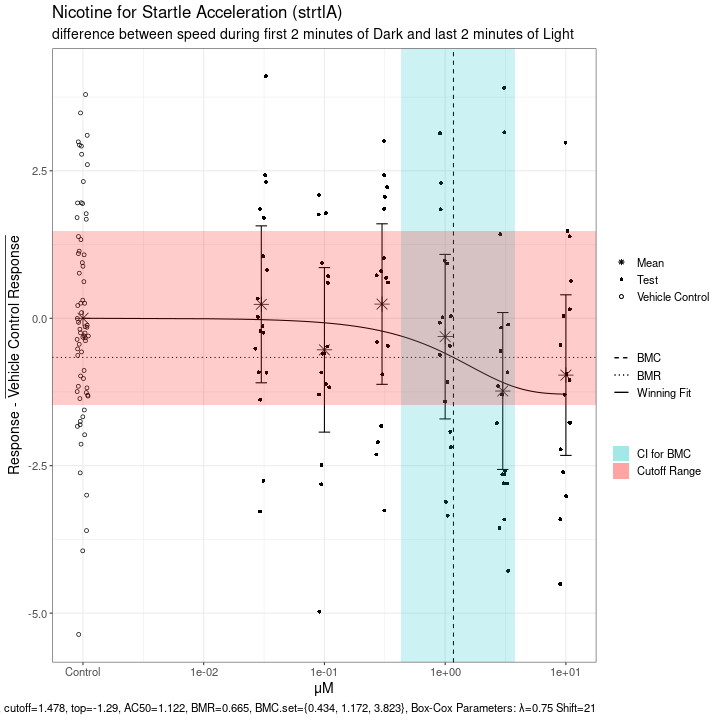 Nicotine for Startle Acceleration (strtlA)
difference between speed during first 2 minutes of Dark and last 2 minutes of Light
Response - Vehicle Control Response
2.5
0.0
-2.5
-5.0
Control
1e-02
1e-01
1e+00
1e+01
μM
Mean
Test
Vehicle Control
BMC
BMR
Winning Fit
CI for BMC
Cutoff Range
cutoff=1.478, top=-1.29, AC50=1.122, BMR=0.665, BMC.set={0.434, 1.172, 3.823}, Box-Cox Parameters: λ=0.75 Shift=21